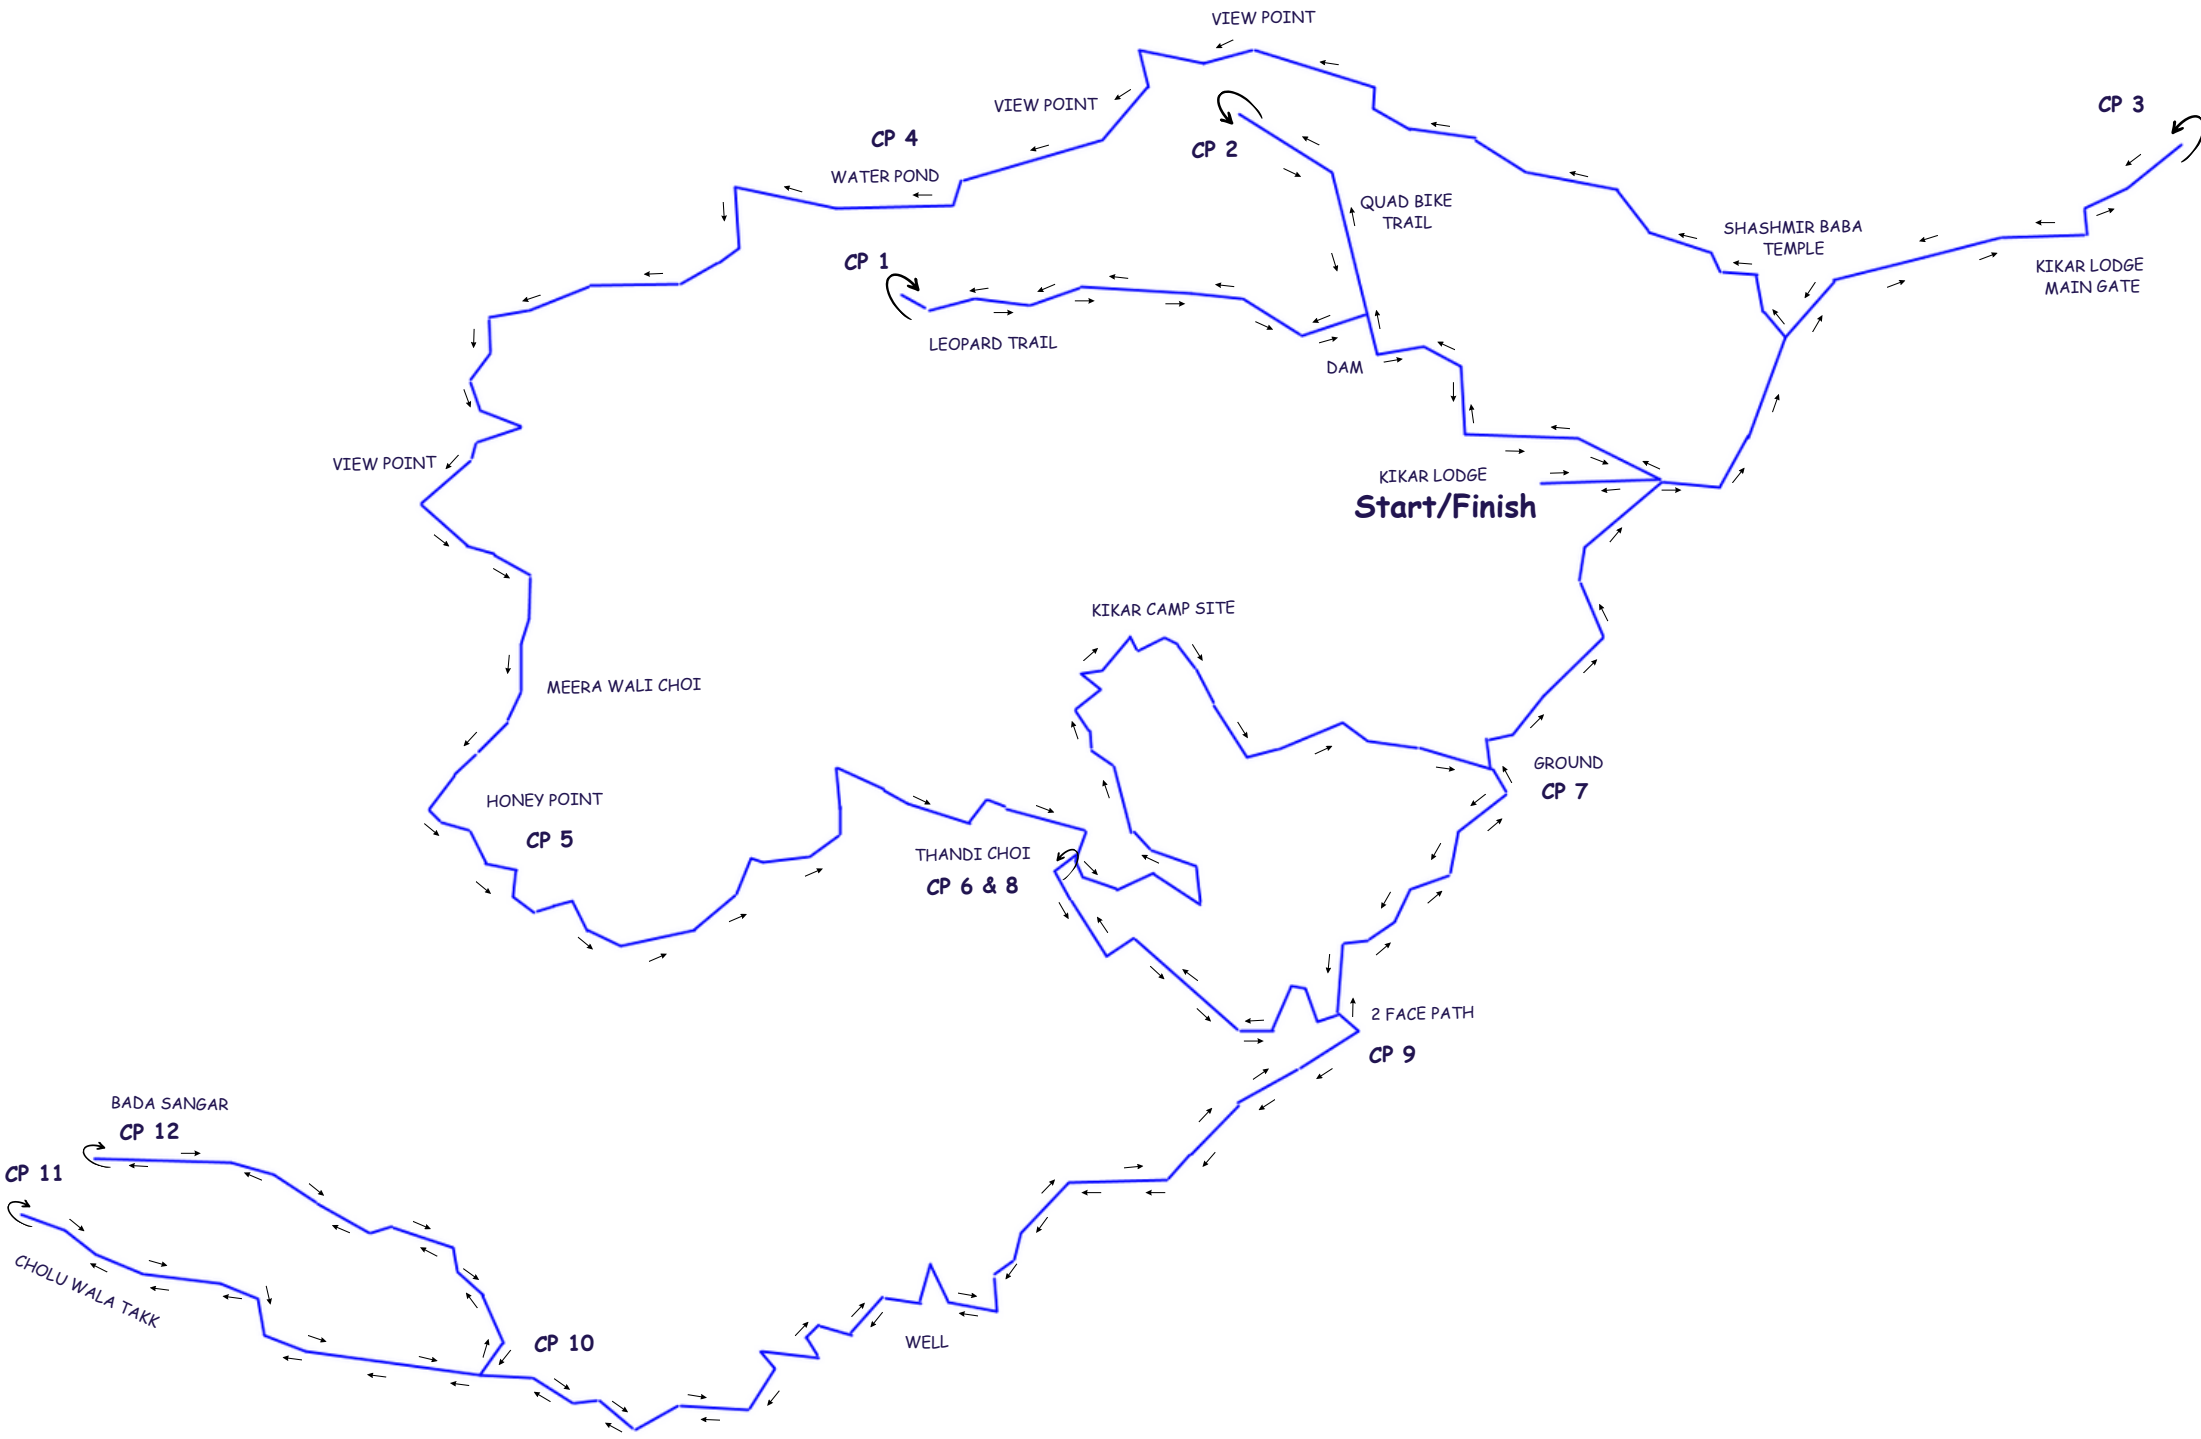 VIEW POINT
CP 3
VIEW POINT
CP 4
CP 2
WATER POND
QUAD BIKE
TRAIL
SHASHMIR BABA
TEMPLE
CP 1
KIKAR LODGE
MAIN GATE
LEOPARD TRAIL
DAM
VIEW POINT
KIKAR LODGE
Start/Finish
KIKAR CAMP SITE
MEERA WALI CHOI
GROUND
CP 7
HONEY POINT
CP 5
THANDI CHOI
CP 6 & 8
2 FACE PATH
CP 9
BADA SANGAR
CP 12
CP 11
CHOLU WALA TAKK
CP 10
WELL